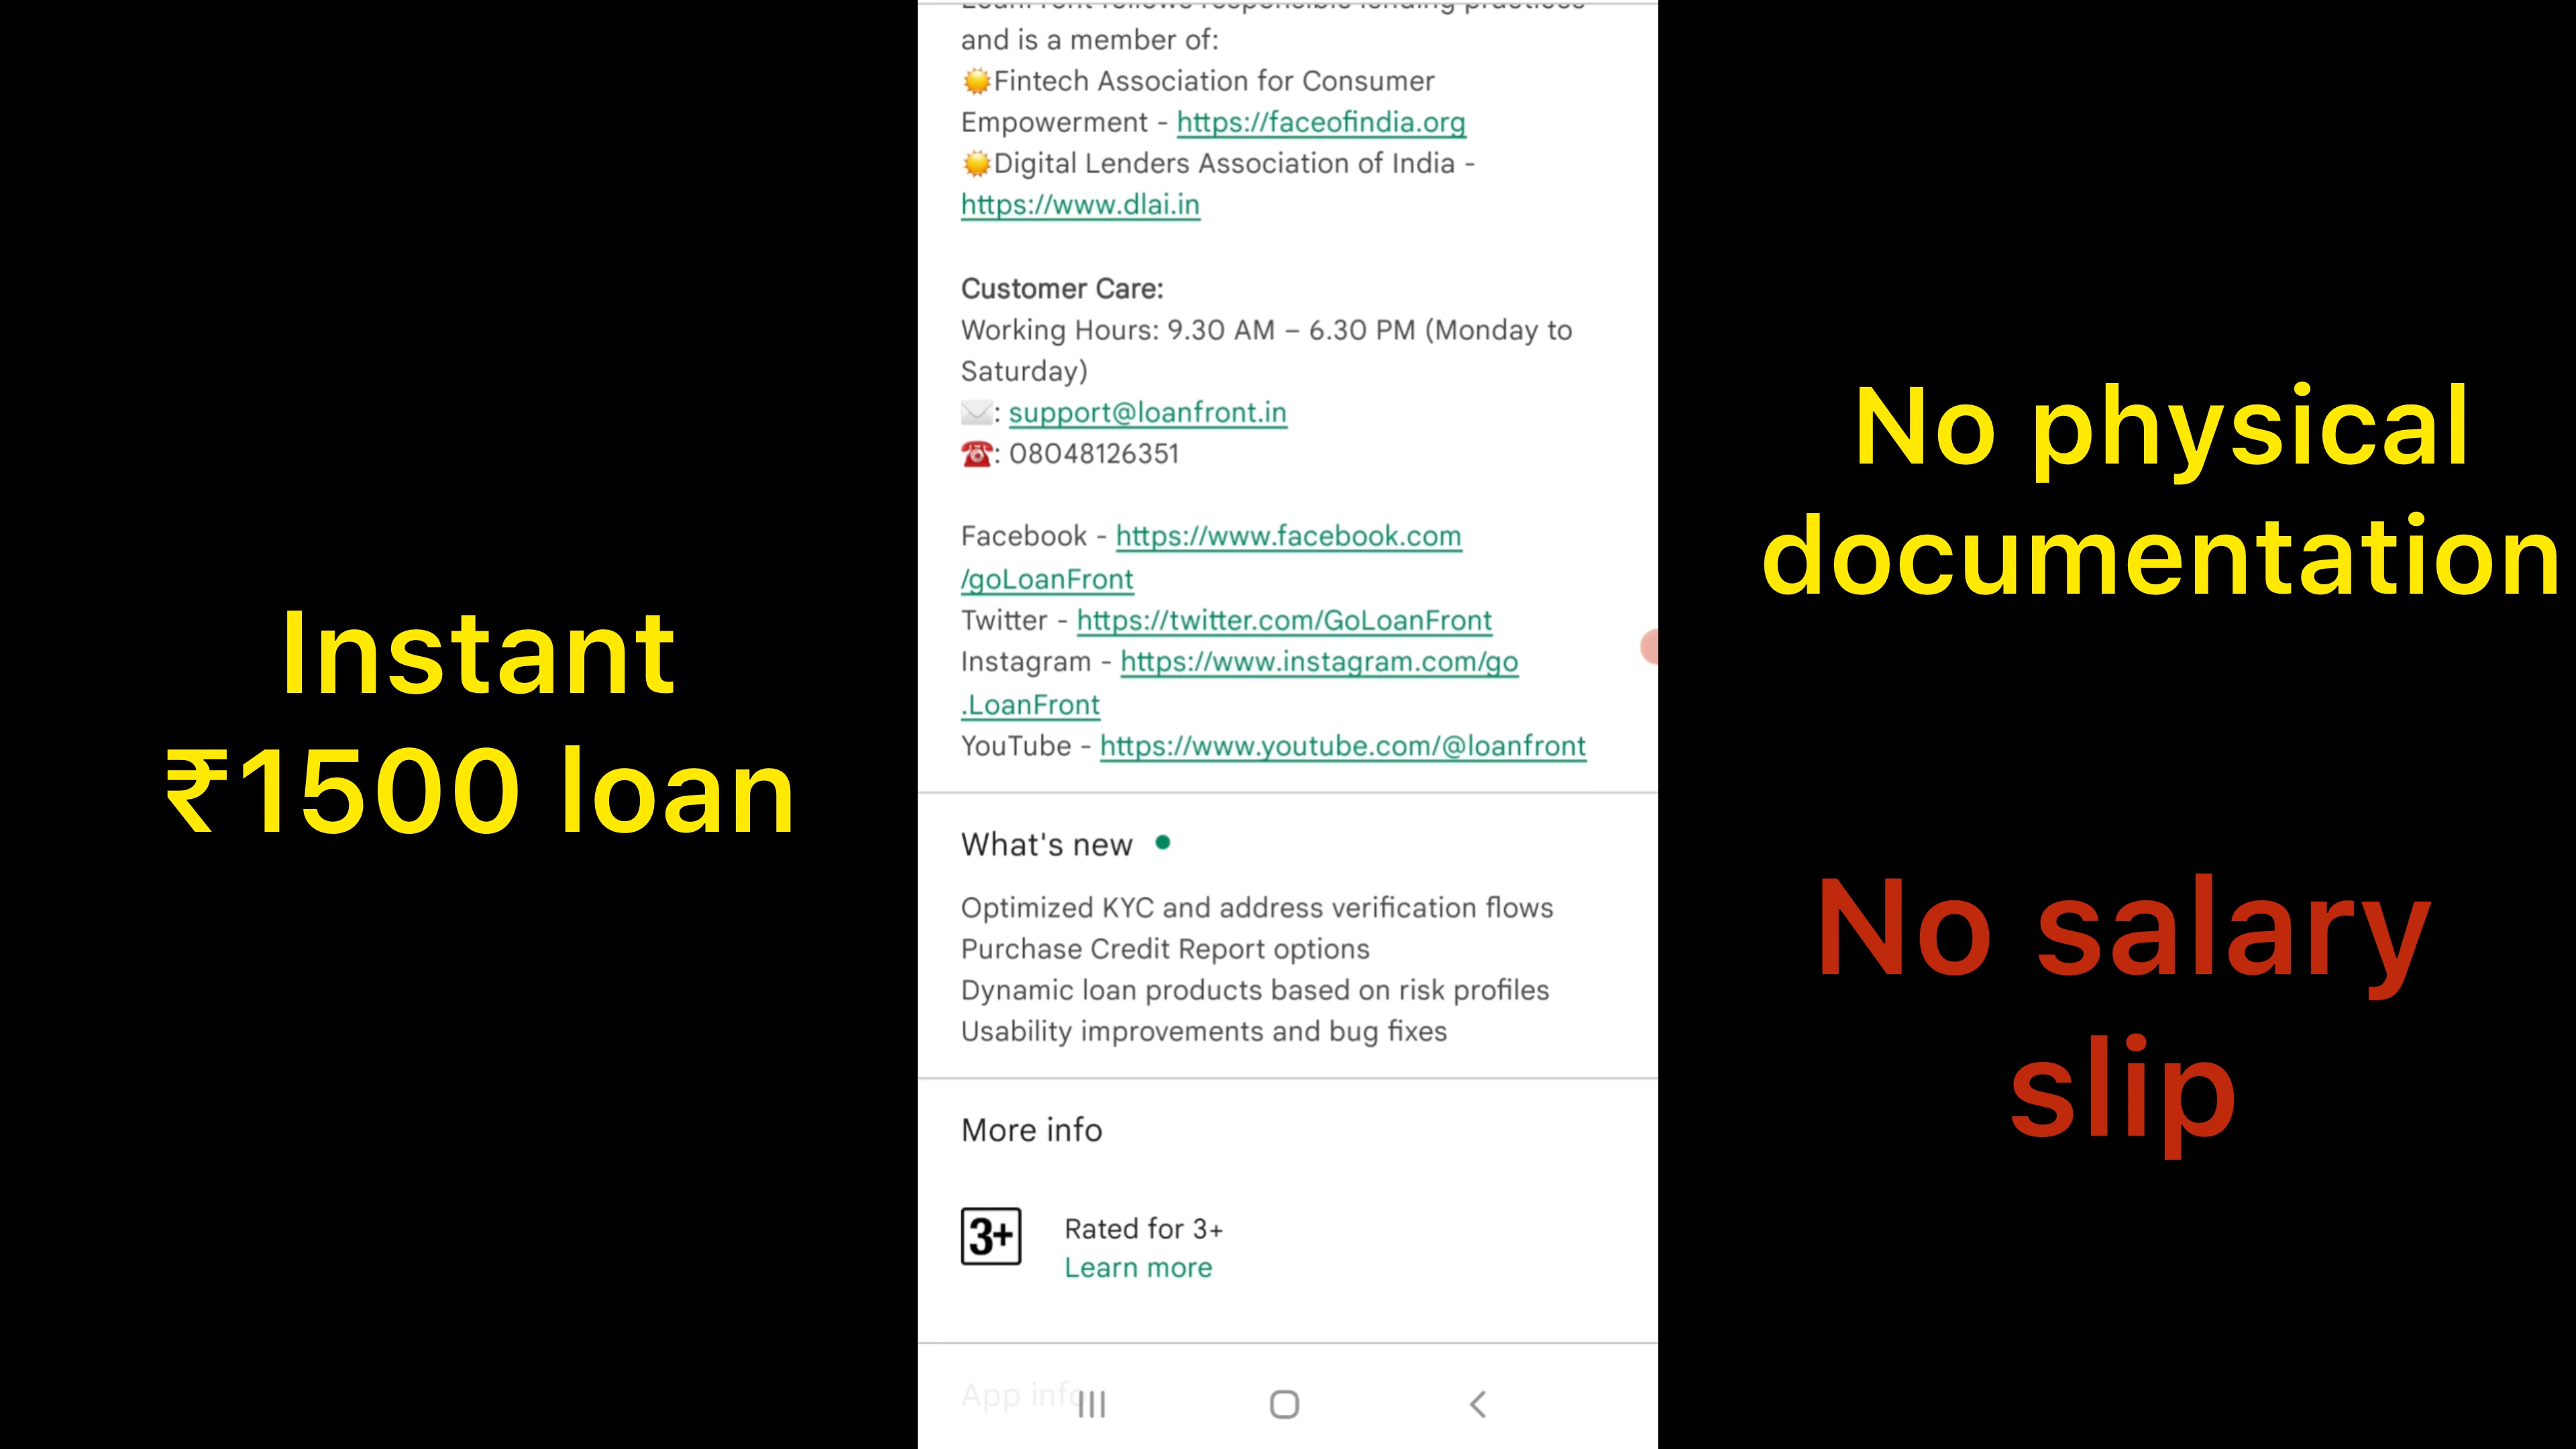 LoanFront follows responsible lending practices
and is a member of:
Fintech Association for Consumer
Empowerment - https://faceofindia.org
Digital Lenders Association of India -
https://www.dlai.in
Customer Care:
Working Hours: 9.30 AM – 6.30 PM (Monday to
Saturday)
: support@loanfront.in
: 08048126351
Facebook - https://www.facebook.com
/goLoanFront
Twitter - https://twitter.com/GoLoanFront
Instagram - https://www.instagram.com/go
.LoanFront
YouTube - https://www.youtube.com/@loanfront
What's new
Optimized KYC and address verification flows
Purchase Credit Report options
Dynamic loan products based on risk profiles
Usability improvements and bug fixes
More info
3+
Rated for 3+
Learn more
App info
Instant
₹1500 loan
No physical
documentation
No salary
slip